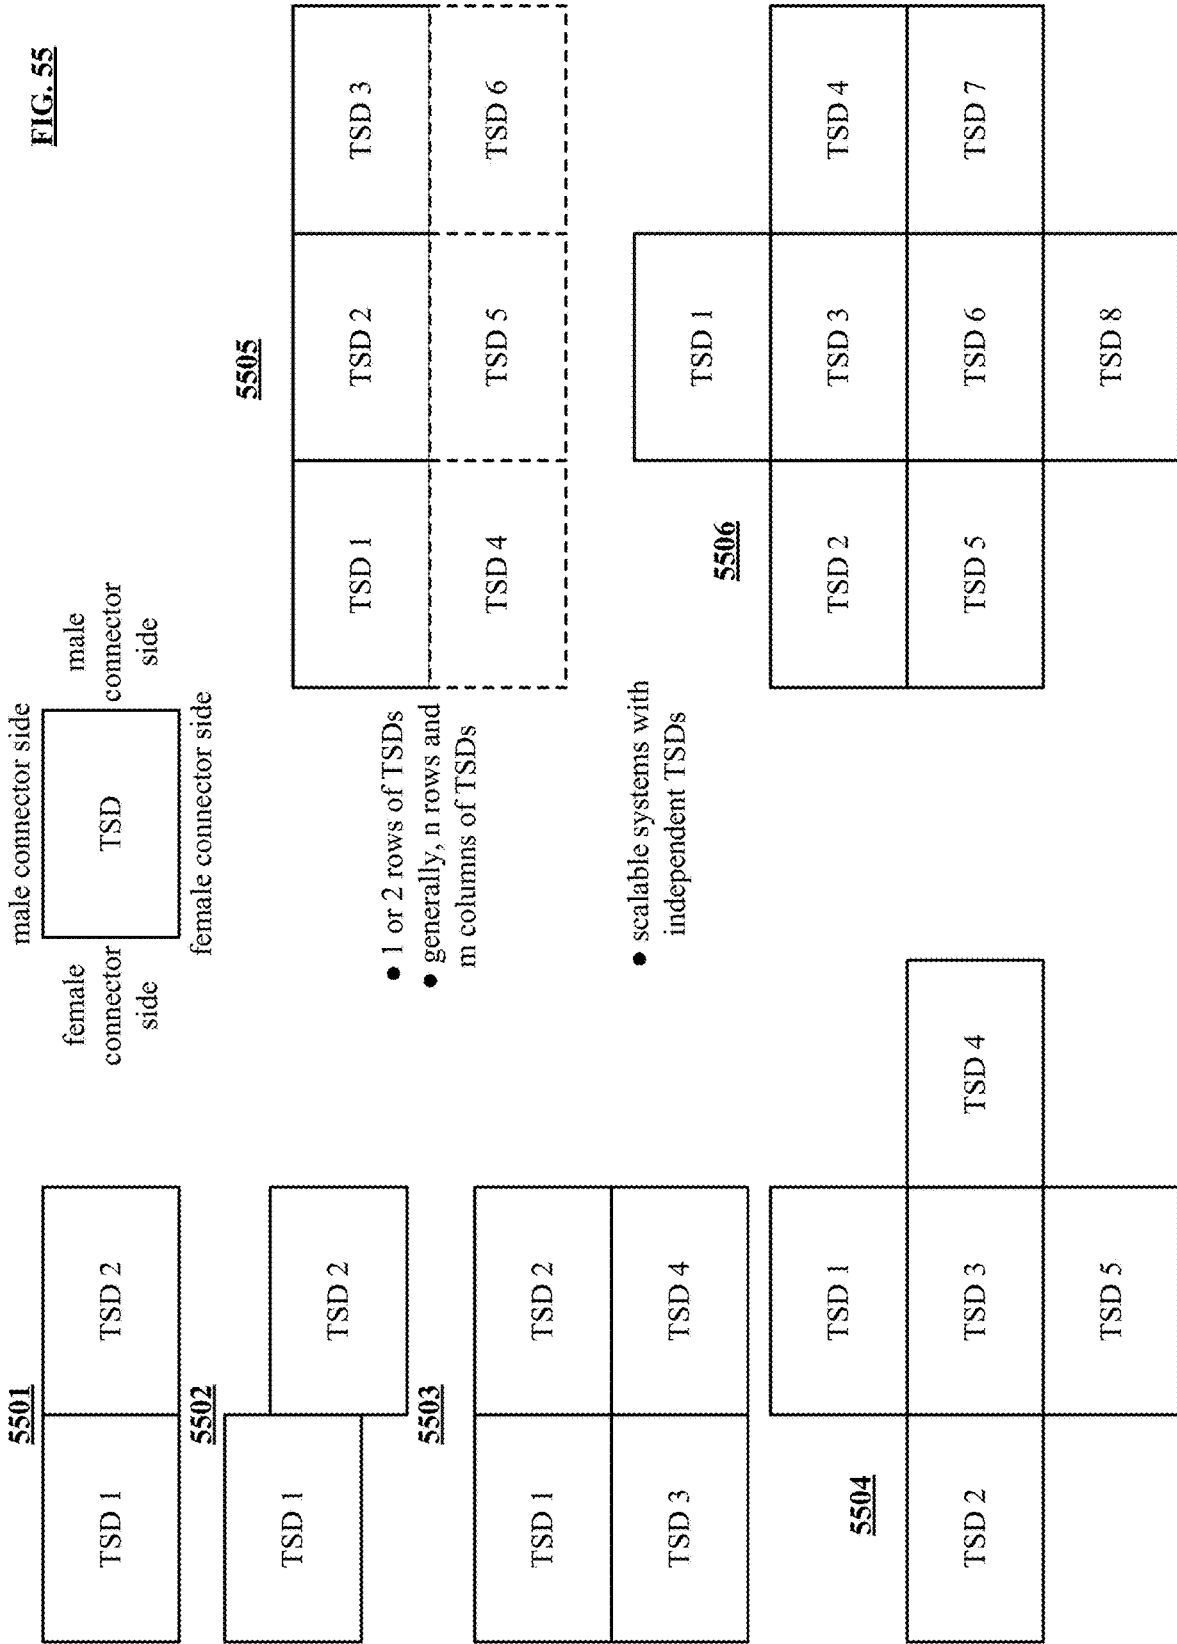 FIG. 55
male connector side
female
connector
side
TSD
male
connector
side
female connector side
5501
TSD 1
TSD 2
5502
TSD 1
TSD 2
5503
TSD 1
TSD 2
TSD 3
TSD 4
5504
TSD 1
TSD 2
TSD 3
TSD 4
TSD 5
5505
TSD 1
TSD 2
TSD 3
TSD 4
TSD 5
TSD 6
● 1 or 2 rows of TSDs
● generally, n rows and
m columns of TSDs
● scalable systems with
independent TSDs
5506
TSD 1
TSD 2
TSD 3
TSD 4
TSD 5
TSD 6
TSD 7
TSD 8